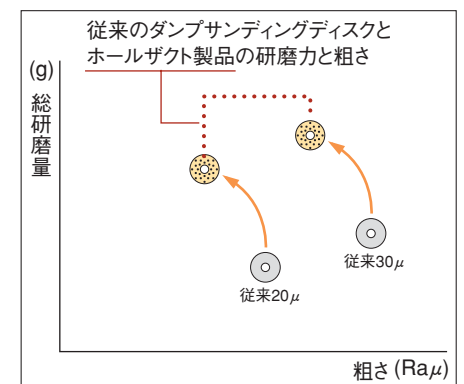 従来のダンプサンディングディスクと
ホールザクト製品の研磨力と粗さ
(g)
総研磨量
従来30μ
従来20μ
粗さ(Raμ)